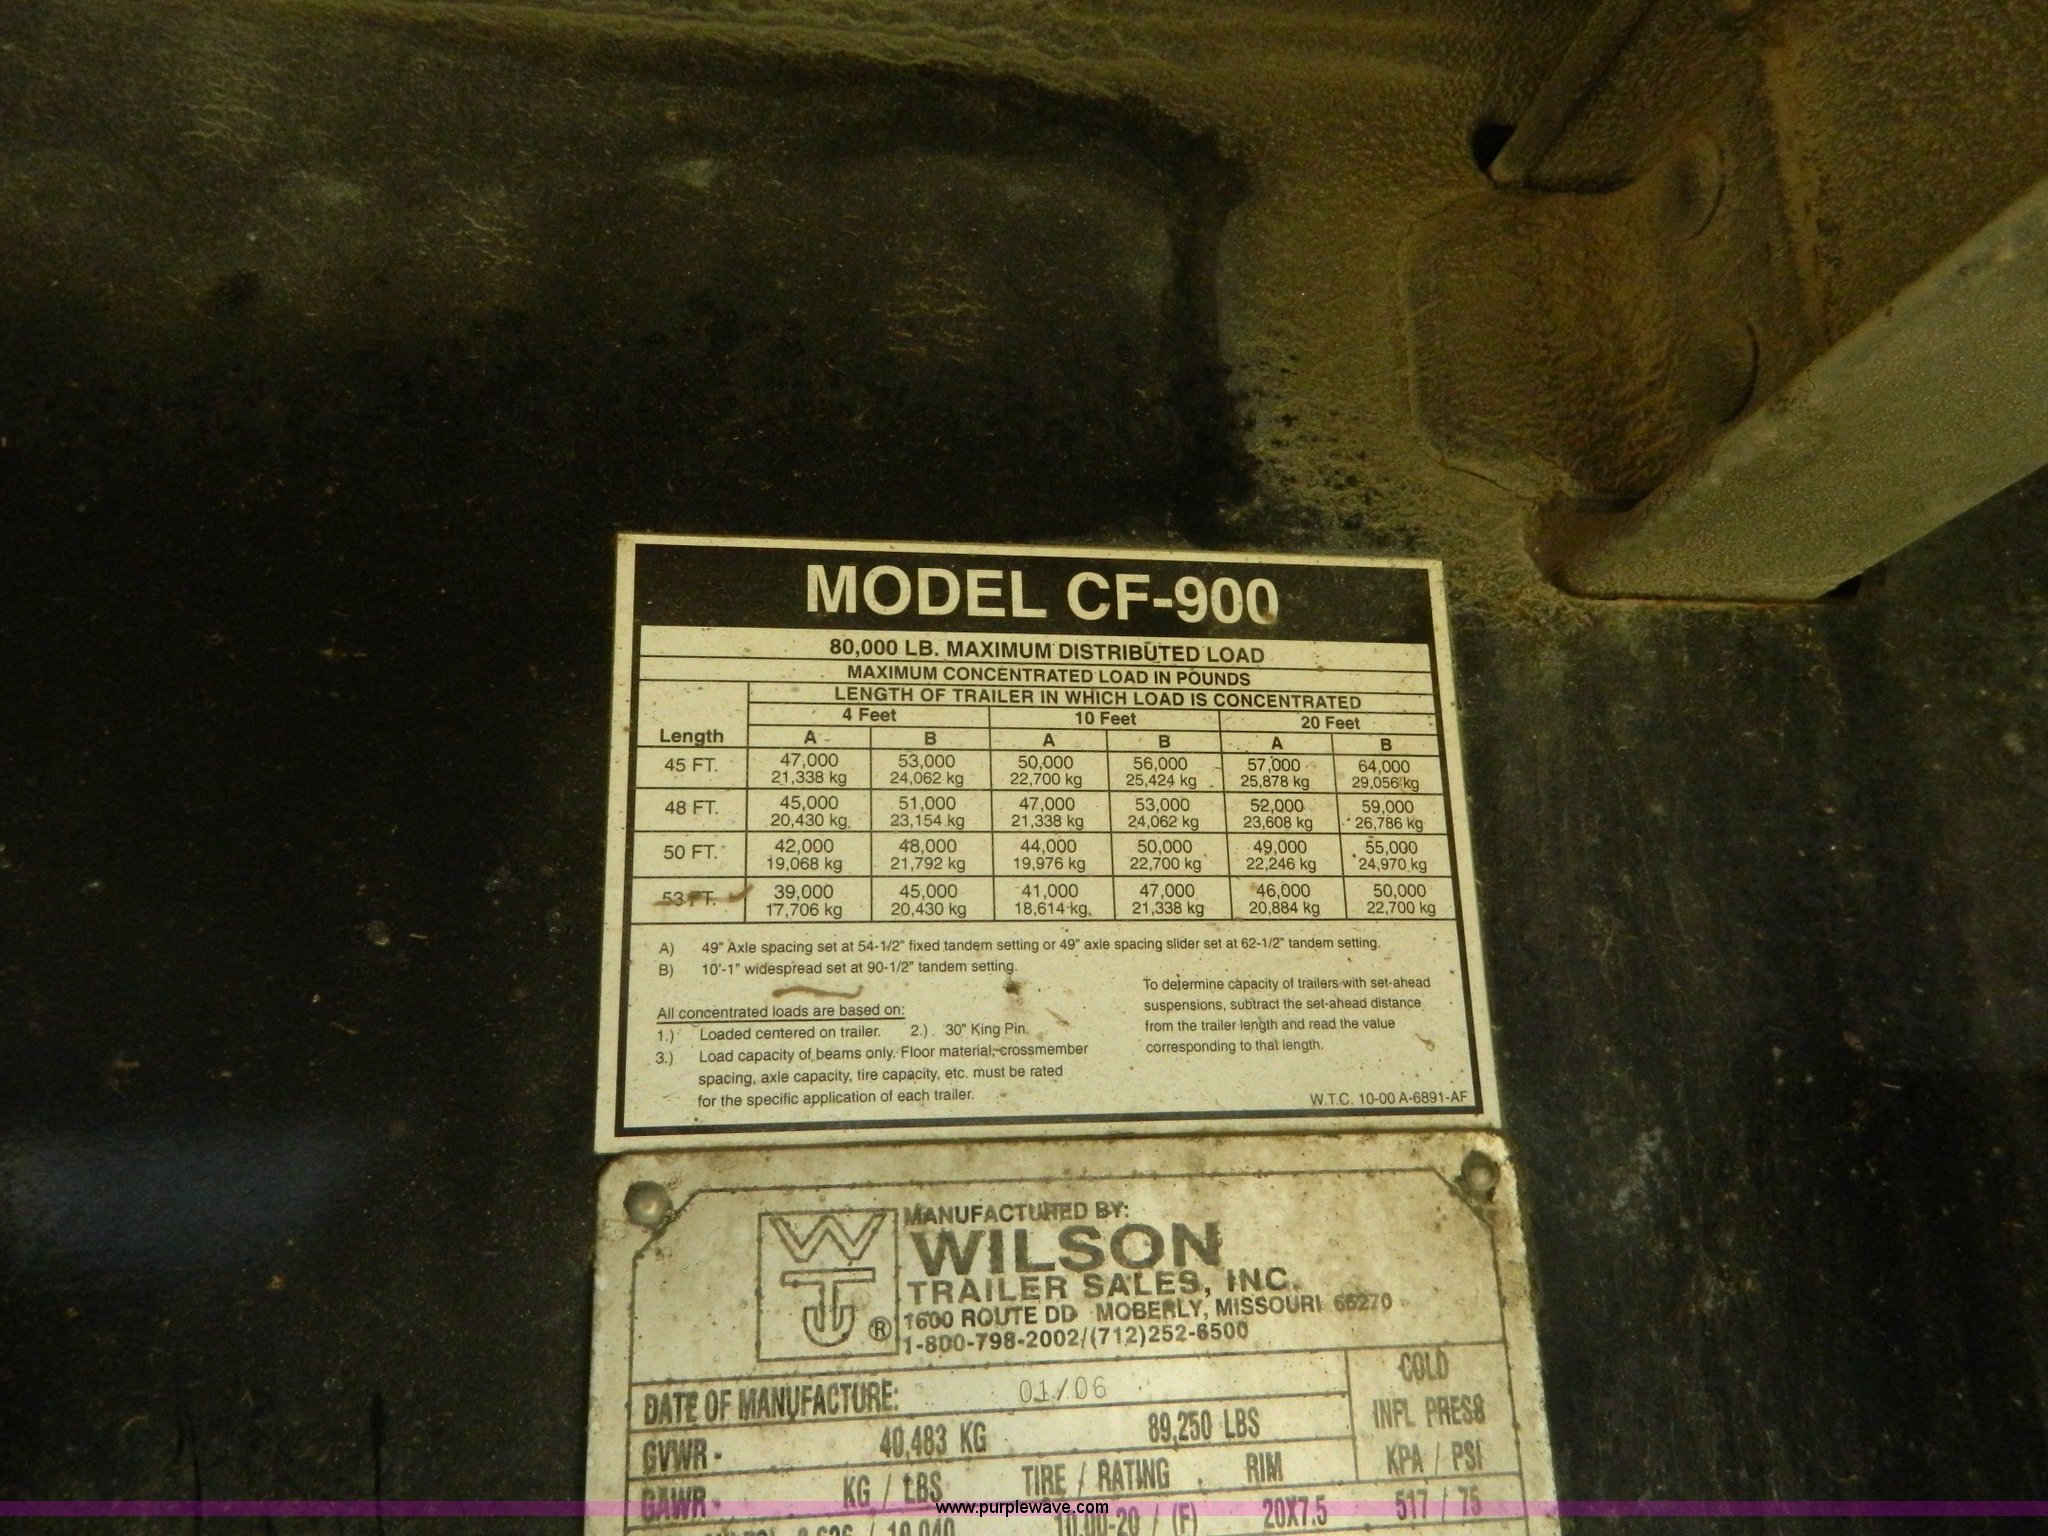 MODEL CF-900
80,000 LB. MAXIMUM DISTRIBUTED LOAD
MAXIMUM CONCENTRATED LOAD IN POUNDS
LENGTH OF TRAILER IN WHICH LOAD IS CONCENTRATED
4 Feet 10 Feet 20 Feet
Length A B A B A B
45 FT. 47,000 53,000 50,000 56,000 57,000 64,000
21,338 kg 24,062 kg 22,700 kg 25,424 kg 25,878 kg 29,056 kg
48 FT. 45,000 51,000 47,000 53,000 52,000 59,000
20,430 kg 23,154 kg 21,338 kg 24,062 kg 23,608 kg 26,786 kg
50 FT. 42,000 48,000 44,000 50,000 49,000 55,000
19,068 kg 21,792 kg 19,976 kg 22,700 kg 22,246 kg 24,970 kg
53 FT. 39,000 45,000 41,000 47,000 46,000 50,000
17,706 kg 20,430 kg 18,614 kg 21,338 kg 20,884 kg 22,700 kg
A) 49" Axle spacing set at 54-1/2" fixed tandem setting or 49" axle spacing slider set at 62-1/2" tandem setting.
B) 10'-1" widespread set at 90-1/2" tandem setting.
All concentrated loads are based on:
1.) Loaded centered on trailer. 2.) 30" King Pin.
3.) Load capacity of beams only. Floor material, crossmember
spacing, axle capacity, tire capacity, etc. must be rated
for the specific application of each trailer.
To determine capacity of trailers with set-ahead
suspensions, subtract the set-ahead distance
from the trailer length and read the value
corresponding to that length.
W.T.C. 10-00 A-6891-AF
MANUFACTURED BY:
WILSON
TRAILER SALES, INC.
1600 ROUTE DD MOBERLY, MISSOURI 65270
1-800-798-2002/(712)252-6500
WTJ ®
DATE OF MANUFACTURE: 01/06
COLD
INFL PRESS
KPA / PSI
GVWR - 40,483 KG 89,250 LBS
GAWR - KG / LBS TIRE / RATING RIM
10.00-20 / (F) 20X7.5 517 / 75
www.purplewave.com